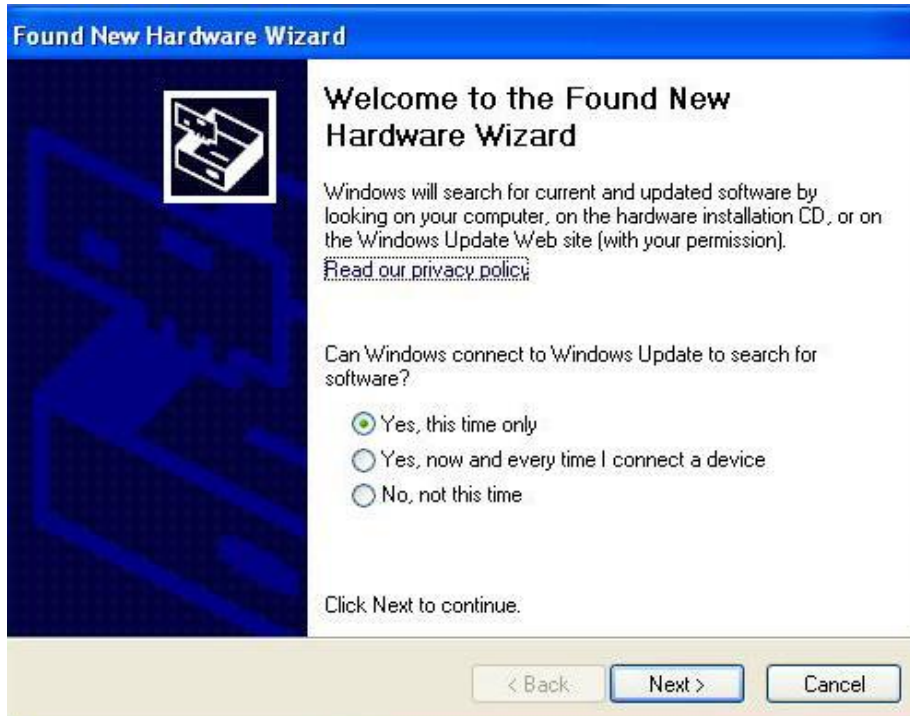 Found New Hardware Wizard
Welcome to the Found New
Hardware Wizard
Windows will search for current and updated software by
looking on your computer, on the hardware installation CD, or on
the Windows Update Web site (with your permission).
Read our privacy policy
Can Windows connect to Windows Update to search for
software?
Yes, this time only
Yes, now and every time I connect a device
No, not this time
Click Next to continue.
< Back
Next >
Cancel